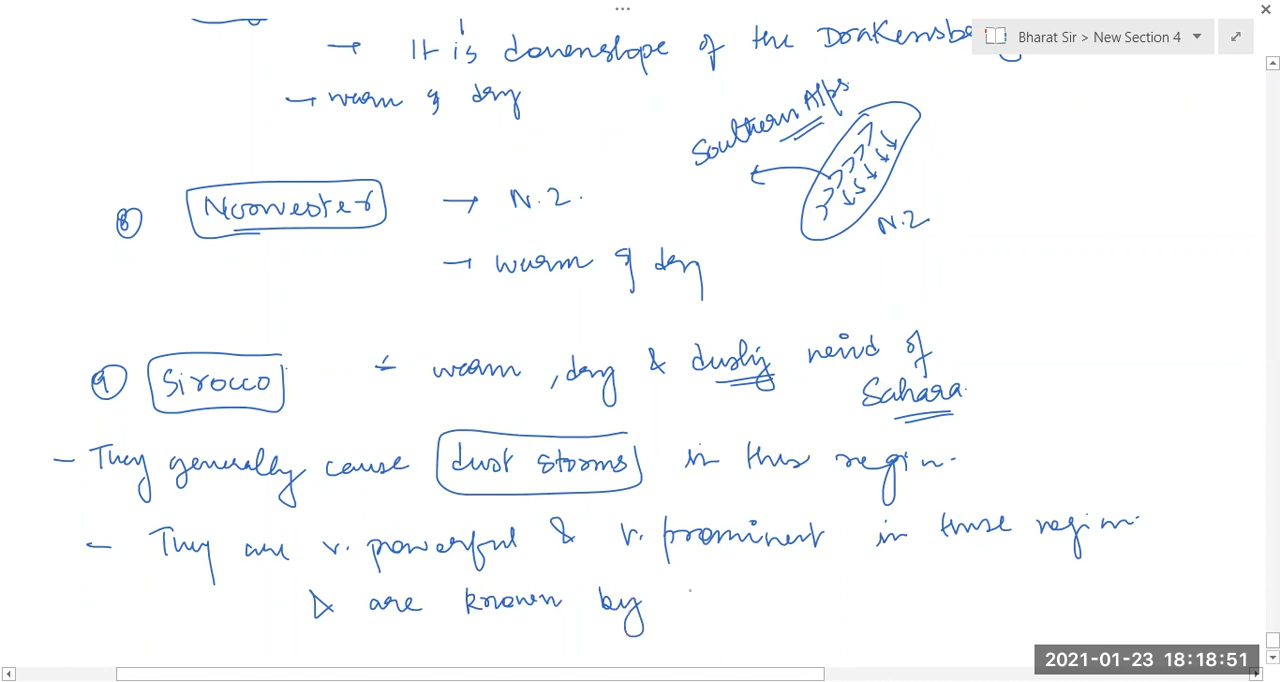 → It is downslope of the Drakensberg
→ warm & dry
Southern Alps
⑧ Norwester → N.Z.
N.Z
→ warm & dry
⑨ Sirocco - warm, dry & dusty wind of
Sahara.
- They generally cause dust storms in this region.
- They are v. powerful & v. prominent in these region.
& are known by
Bharat Sir > New Section 4
2021-01-23 18:18:51